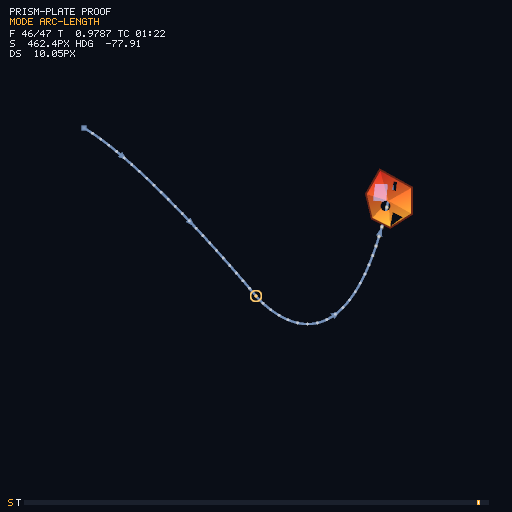 PRISM-PLATE PROOF
MODE ARC-LENGTH
F 46/47 T  0.9787 TC 01:22
S  462.4PX HDG  -77.91
DS  10.05PX
ST